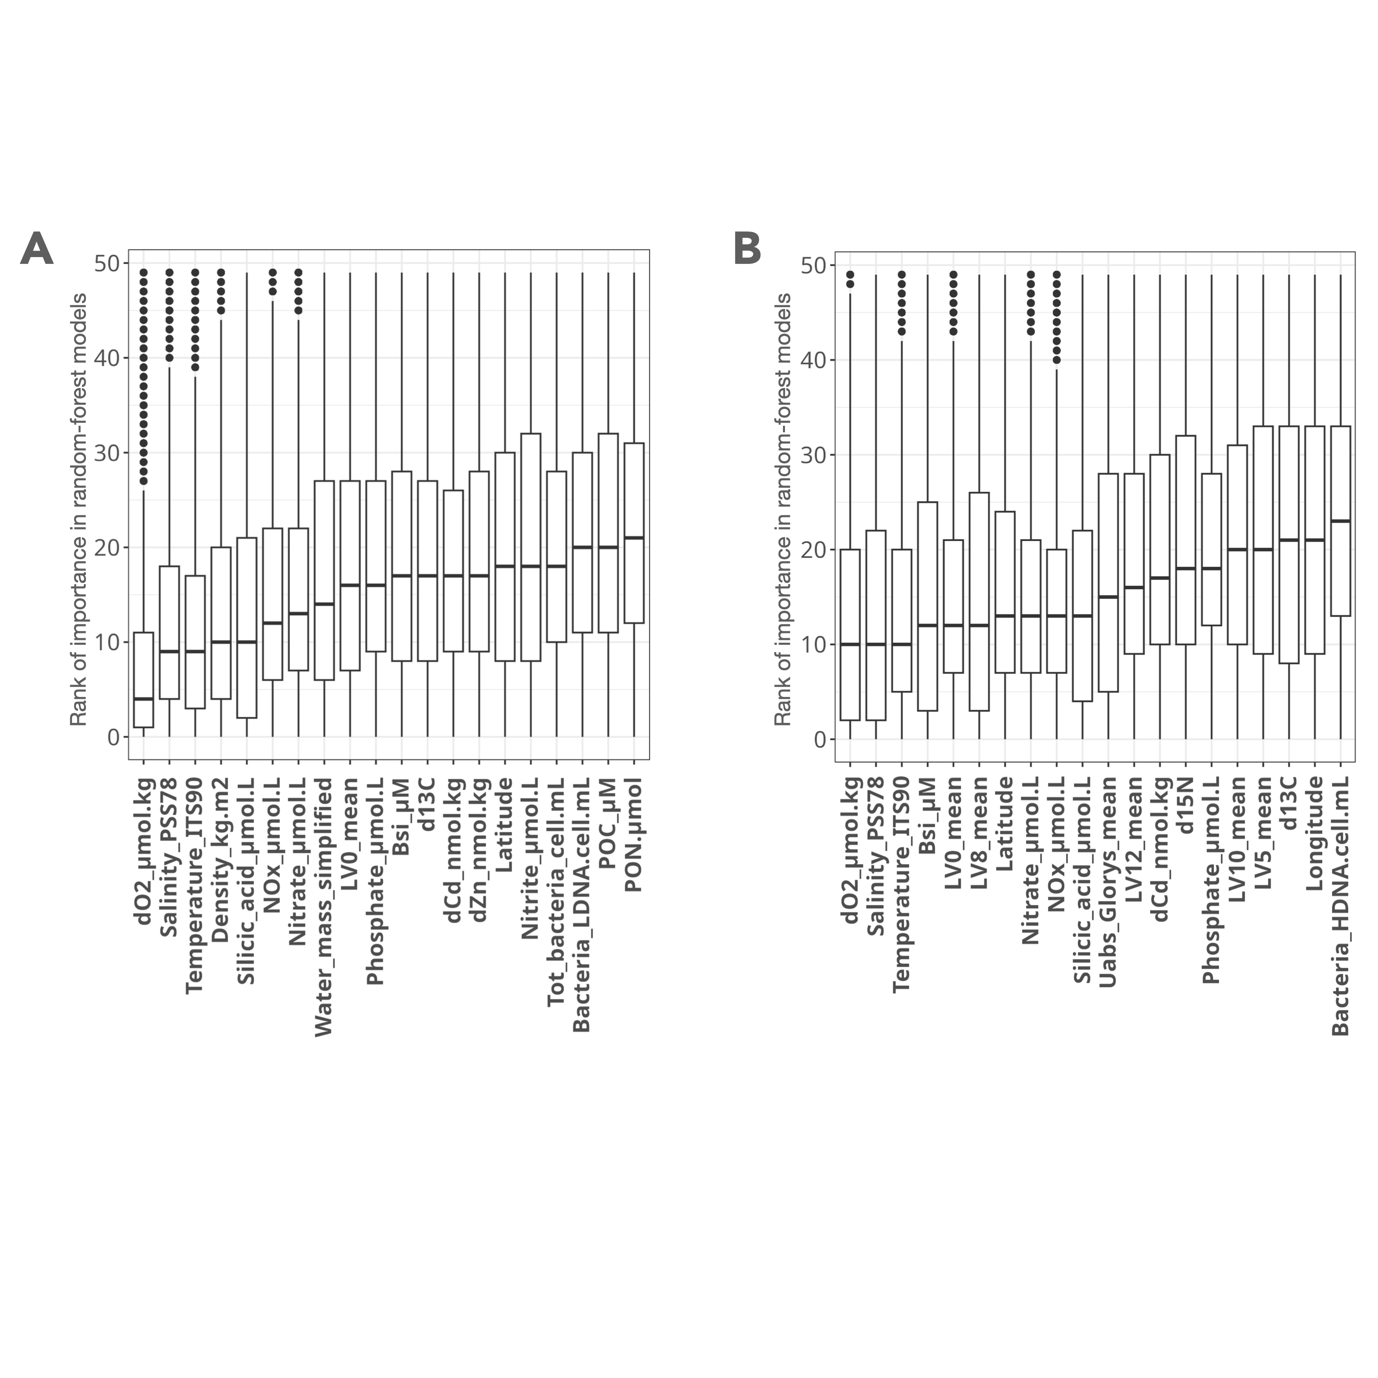 A
Rank of importance in random-forest models
50
40
30
20
10
0
dO2_µmol.kg
Salinity_PSS78
Temperature_ITS90
Density_kg.m2
Silicic_acid_µmol.L
NOx_µmol.L
Nitrate_µmol.L
Water_mass_simplified
LV0_mean
Phosphate_µmol.L
Bsi_µM
d13C
dCd_nmol.kg
dZn_nmol.kg
Latitude
Nitrite_µmol.L
Tot_bacteria_cell.mL
Bacteria_LDNA.cell.mL
POC_µM
PON.µmol
B
Rank of importance in random-forest models
50
40
30
20
10
0
dO2_µmol.kg
Salinity_PSS78
Temperature_ITS90
Bsi_µM
LV0_mean
LV8_mean
Latitude
Nitrate_µmol.L
NOx_µmol.L
Silicic_acid_µmol.L
Uabs_Glorys_mean
LV12_mean
dCd_nmol.kg
d15N
Phosphate_µmol.L
LV10_mean
LV5_mean
d13C
Longitude
Bacteria_HDNA.cell.mL